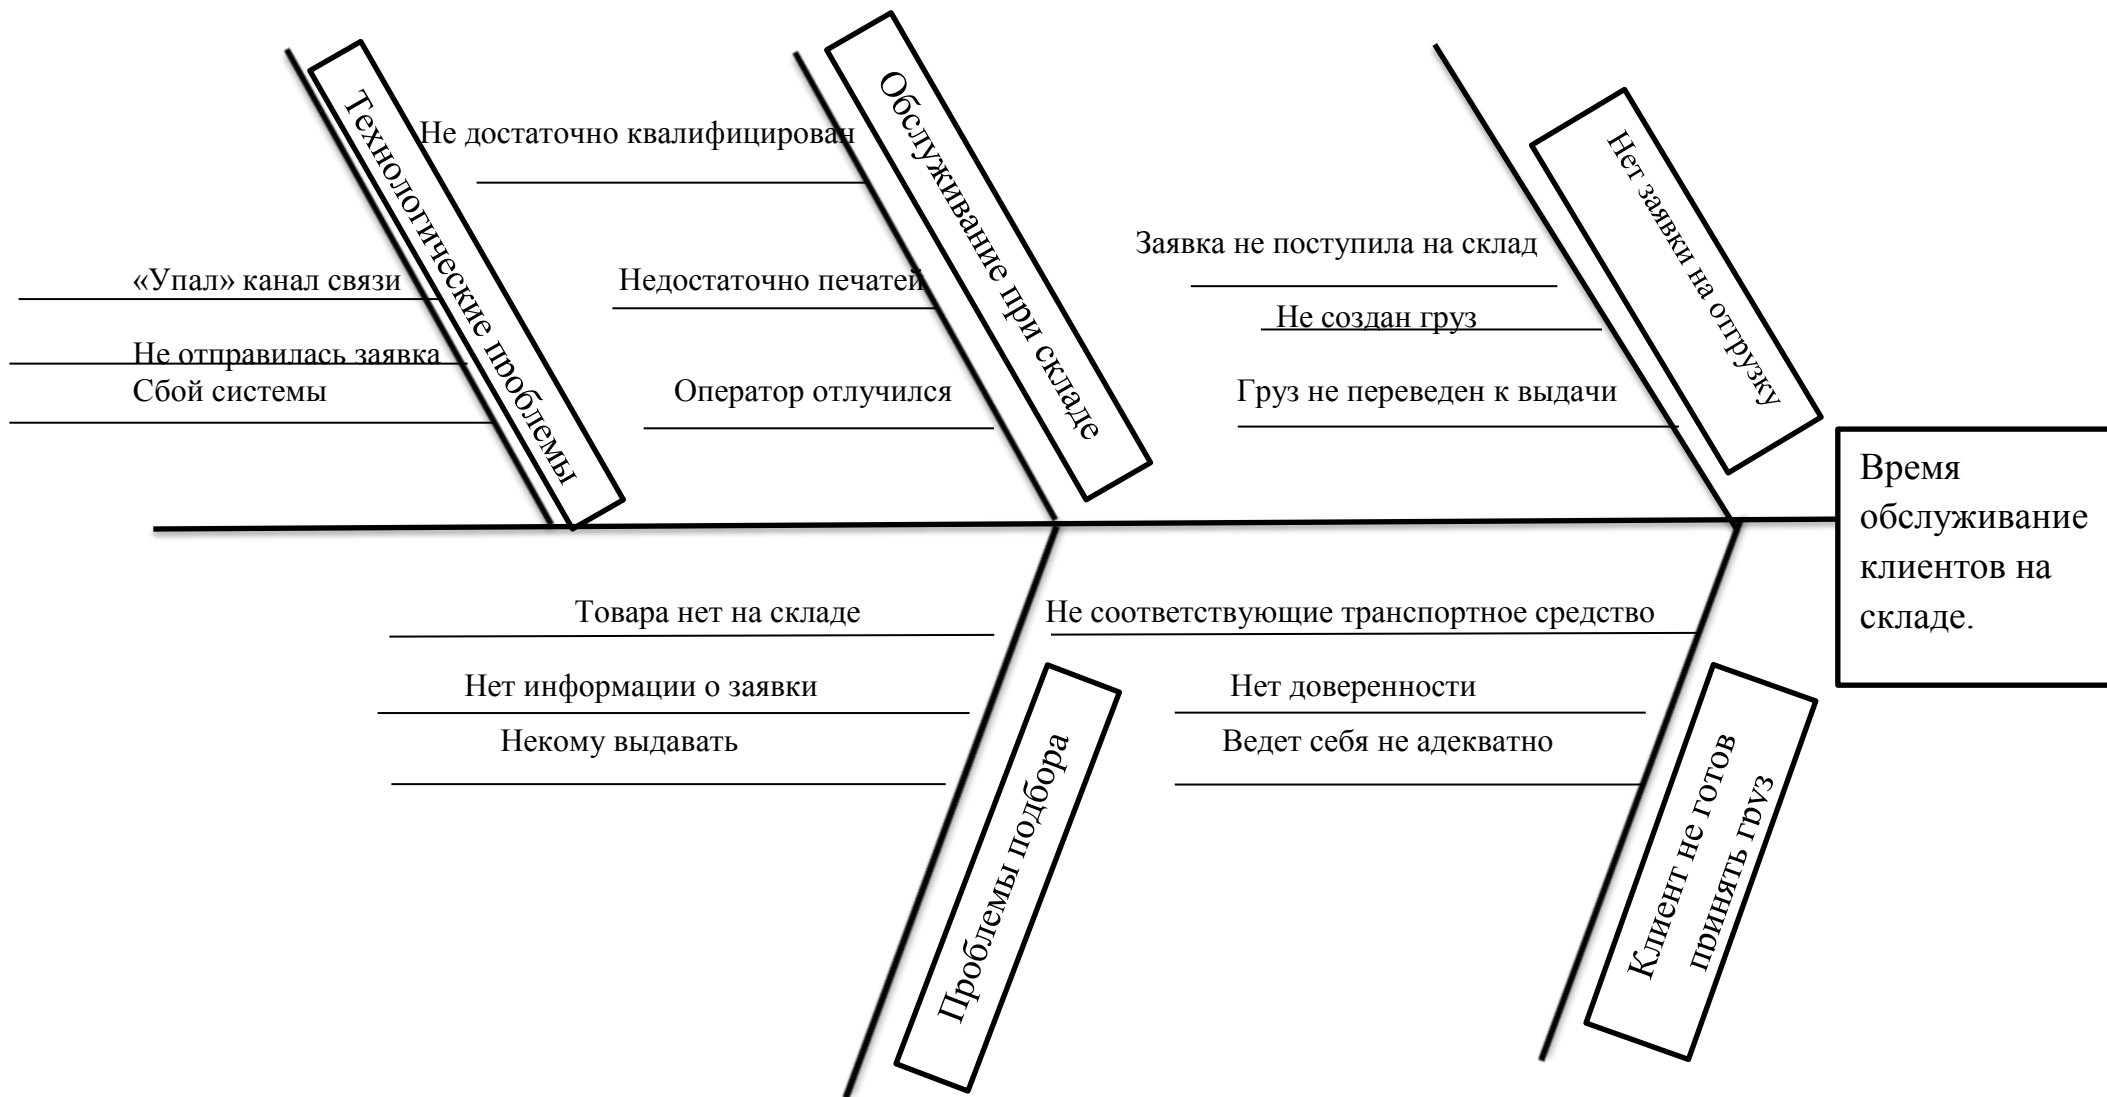 Технологические проблемы
Не достаточно квалифицирован
Обслуживание при складе
Нет заявки на отгрузку
«Упал» канал связи
Не отправилась заявка
Сбой системы
Недостаточно печатей
Оператор отлучился
Заявка не поступила на склад
Не создан груз
Груз не переведен к выдачи
Время
обслуживание
клиентов на
складе.
Товара нет на складе
Нет информации о заявки
Некому выдавать
Проблемы подбора
Не соответствующие транспортное средство
Нет доверенности
Ведет себя не адекватно
Клиент не готов
принять груз